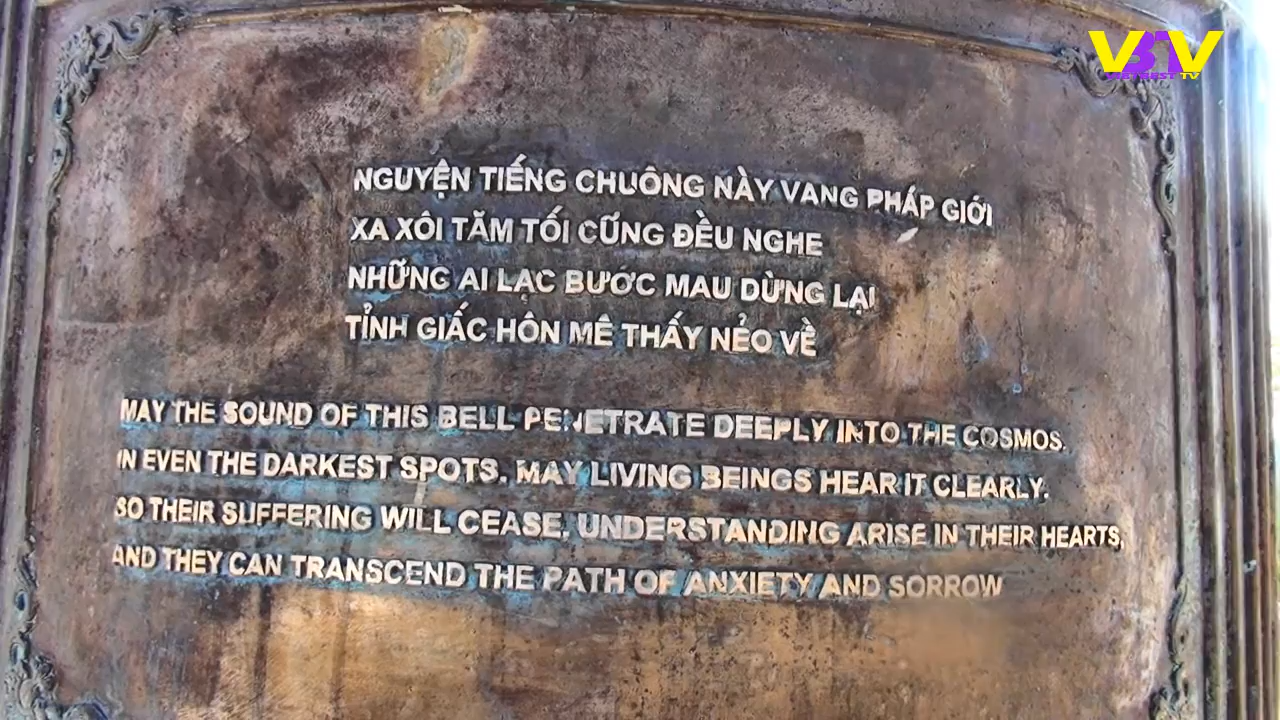 VBTV
VIETBEST TV
NGUYỆN TIẾNG CHUÔNG NÀY VANG PHÁP GIỚI
XA XÔI TĂM TỐI CŨNG ĐỀU NGHE
NHỮNG AI LẠC BƯỚC MAU DỪNG LẠI
TỈNH GIẤC HÔN MÊ THẤY NẺO VỀ
MAY THE SOUND OF THIS BELL PENETRATE DEEPLY INTO THE COSMOS.
IN EVEN THE DARKEST SPOTS. MAY LIVING BEINGS HEAR IT CLEARLY.
SO THEIR SUFFERING WILL CEASE. UNDERSTANDING ARISE IN THEIR HEARTS,
AND THEY CAN TRANSCEND THE PATH OF ANXIETY AND SORROW